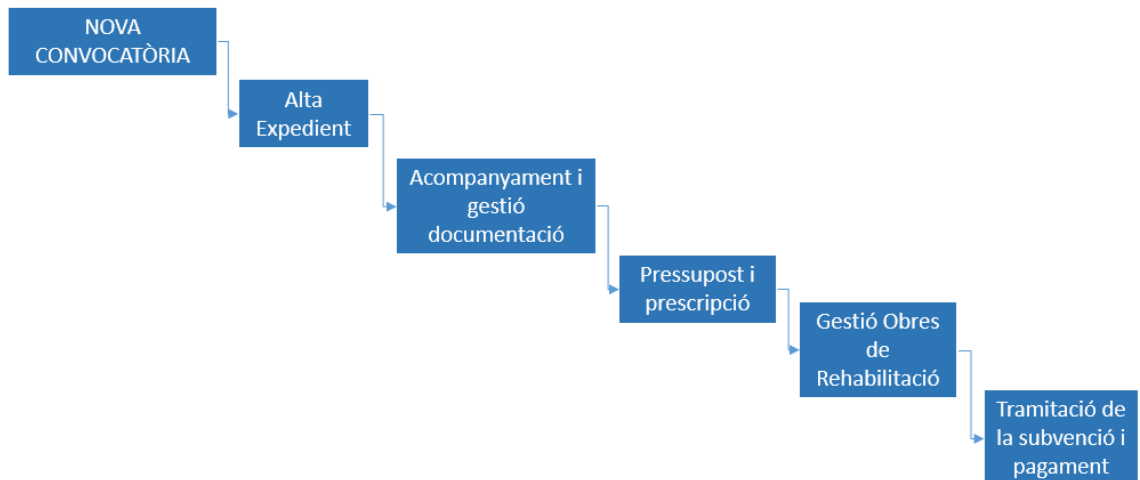 NOVA
CONVOCATÒRIA
Alta
Expedient
Acompanyament i
gestió
documentació
Pressupost i
prescripció
Gestió Obres
de
Rehabilitació
Tramitació de
la subvenció i
pagament